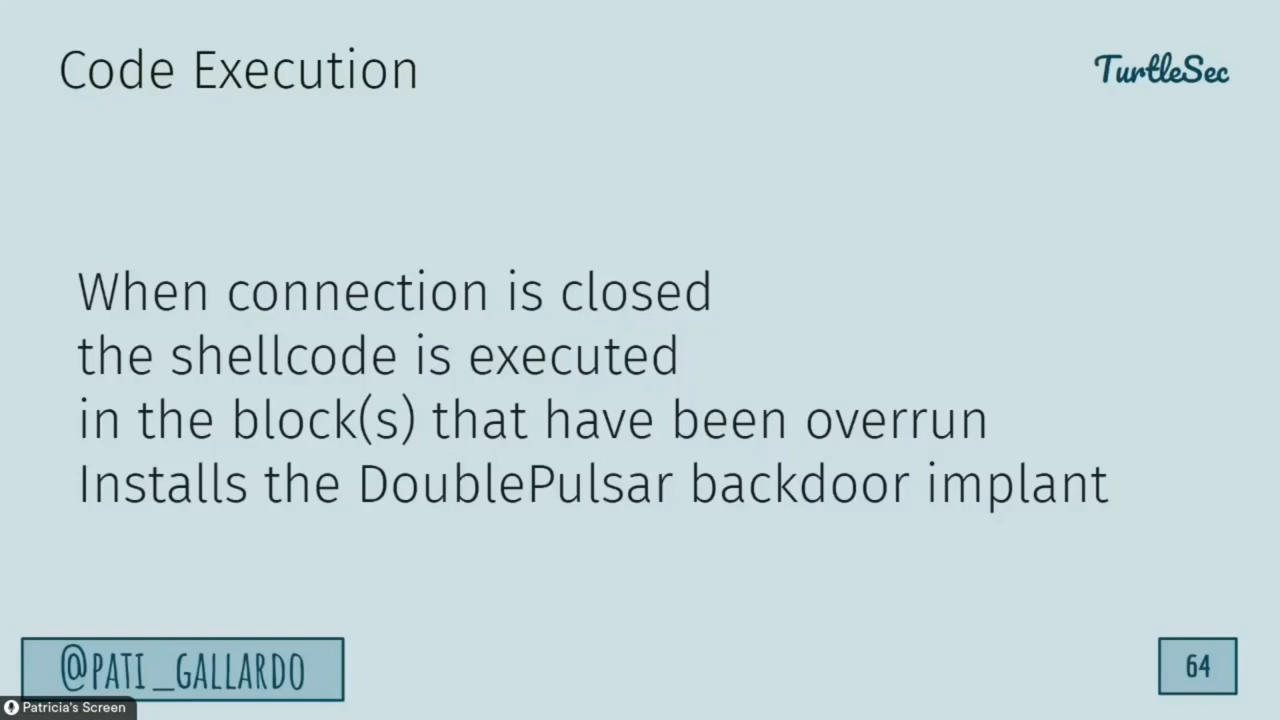 Code Execution
TurtleSec
When connection is closed
the shellcode is executed
in the block(s) that have been overrun
Installs the DoublePulsar backdoor implant
@PATI_GALLARDO
64
Patricia's Screen